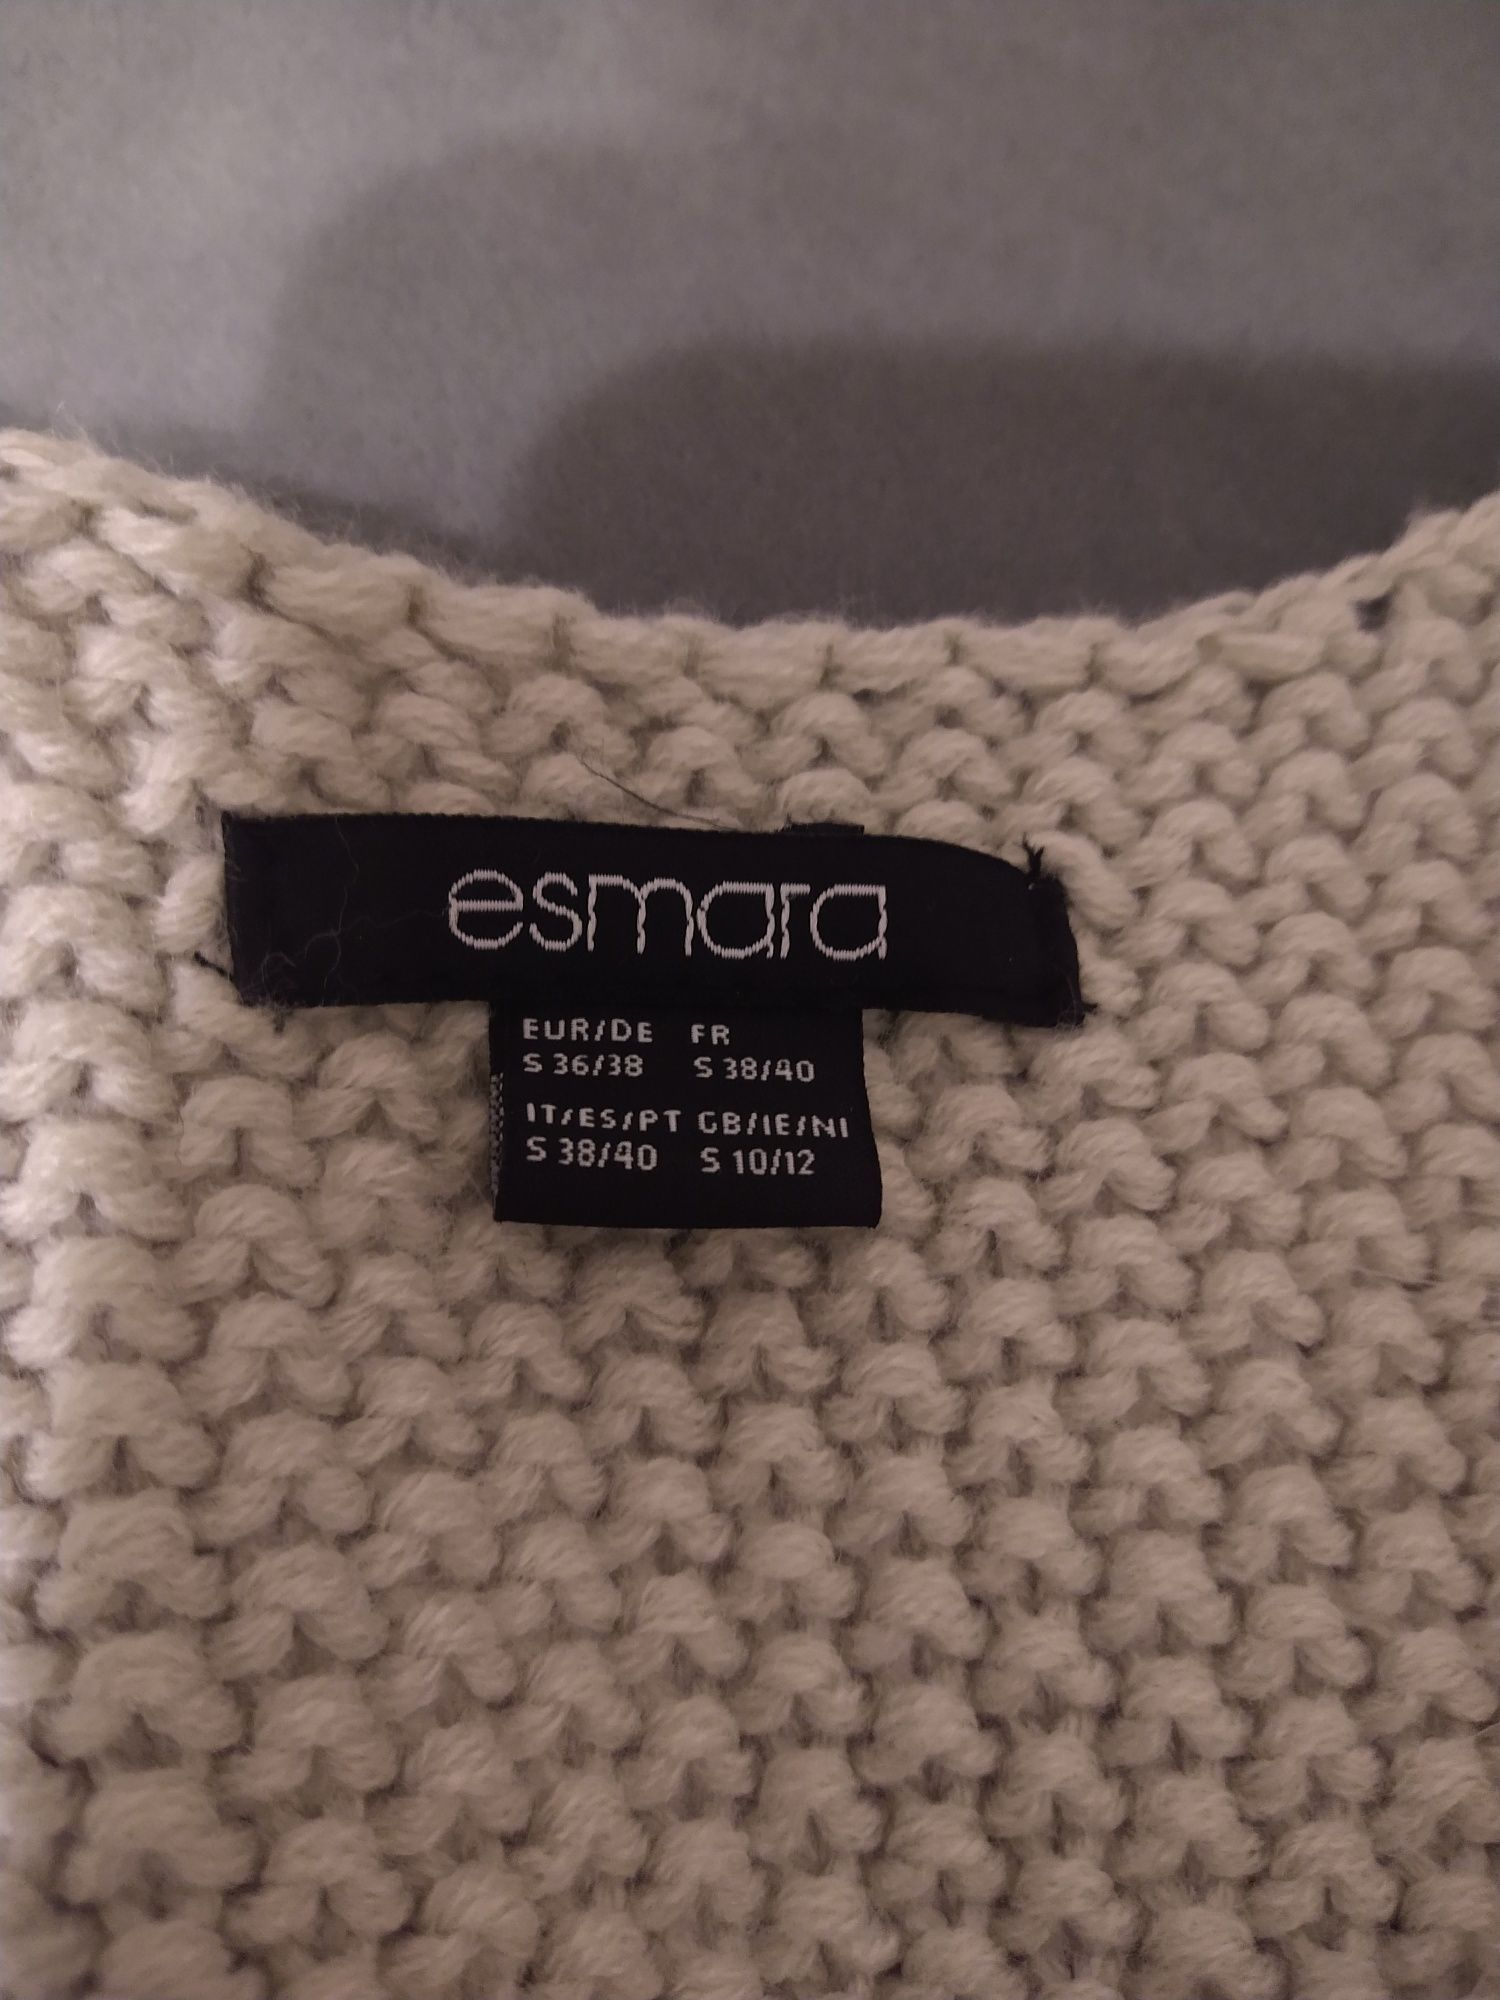 esmara
EUR/DE FR
S 36/38 S 38/40
IT/ES/PT GB/IE/NI
S 38/40 S 10/12